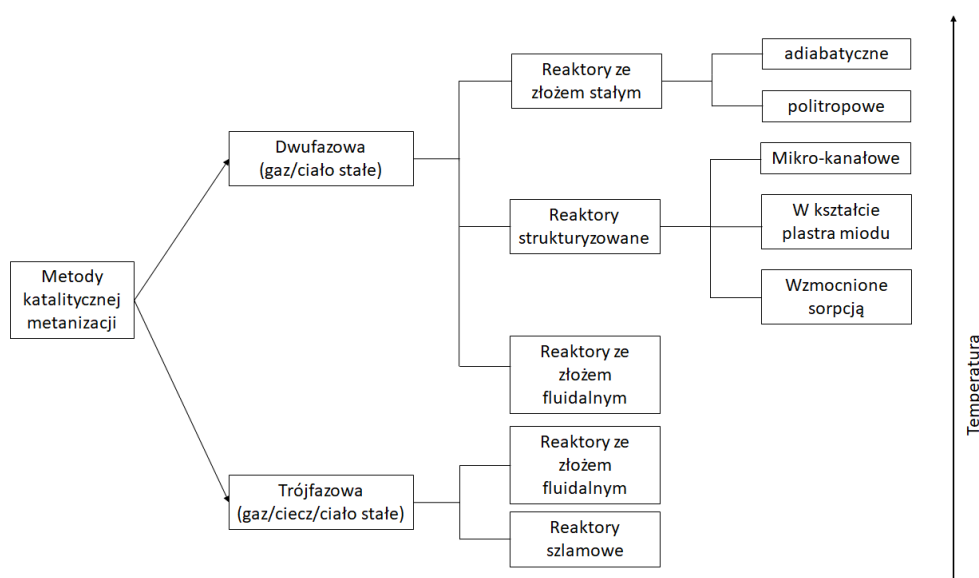 Metody
katalitycznej
metanizacji
Dwufazowa
(gaz/ciało stałe)
Trójfazowa
(gaz/ciecz/ciało stałe)
Reaktory ze
złożem stałym
Reaktory
strukturyzowane
Reaktory ze
złożem
fluidalnym
Reaktory ze
złożem
fluidalnym
Reaktory
szlamowe
adiabatyczne
politropowe
Mikro-kanałowe
W kształcie
plastra miodu
Wzmocnione
sorpcją
Temperatura